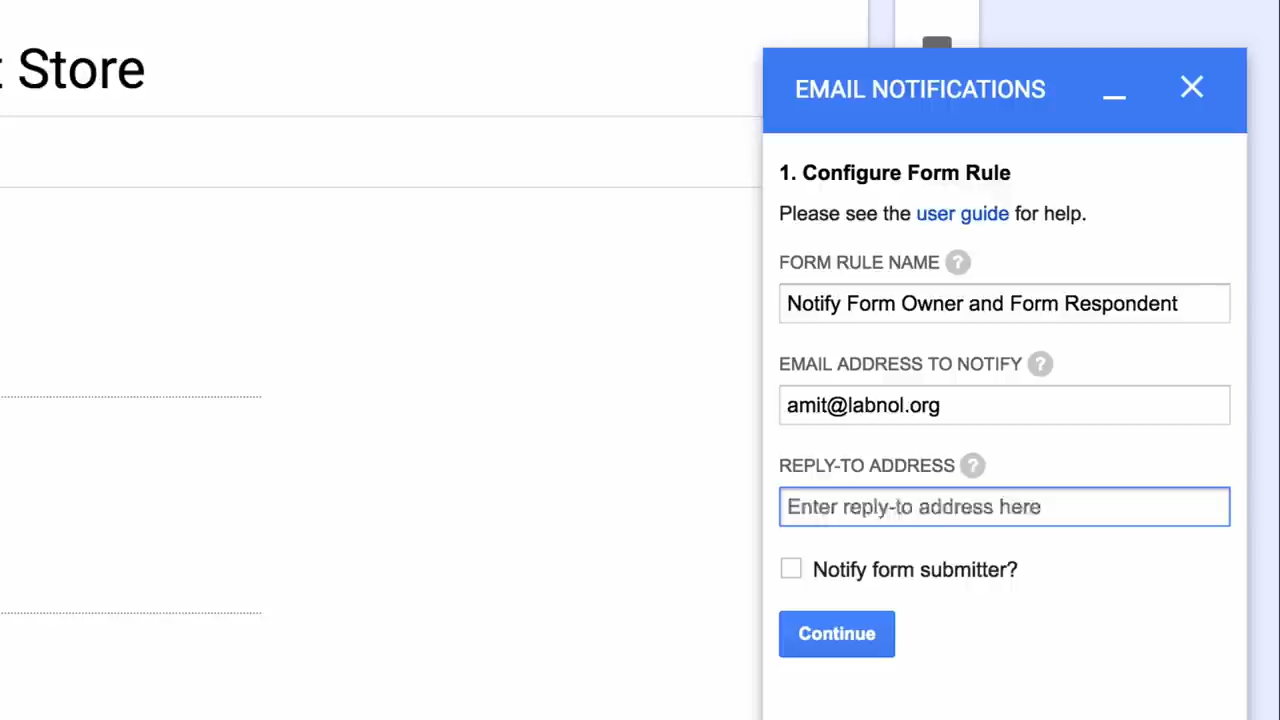 : Store
EMAIL NOTIFICATIONS
1. Configure Form Rule
Please see the user guide for help.
FORM RULE NAME ?
Notify Form Owner and Form Respondent
EMAIL ADDRESS TO NOTIFY ?
amit@labnol.org
REPLY-TO ADDRESS ?
Enter reply-to address here
Notify form submitter?
Continue